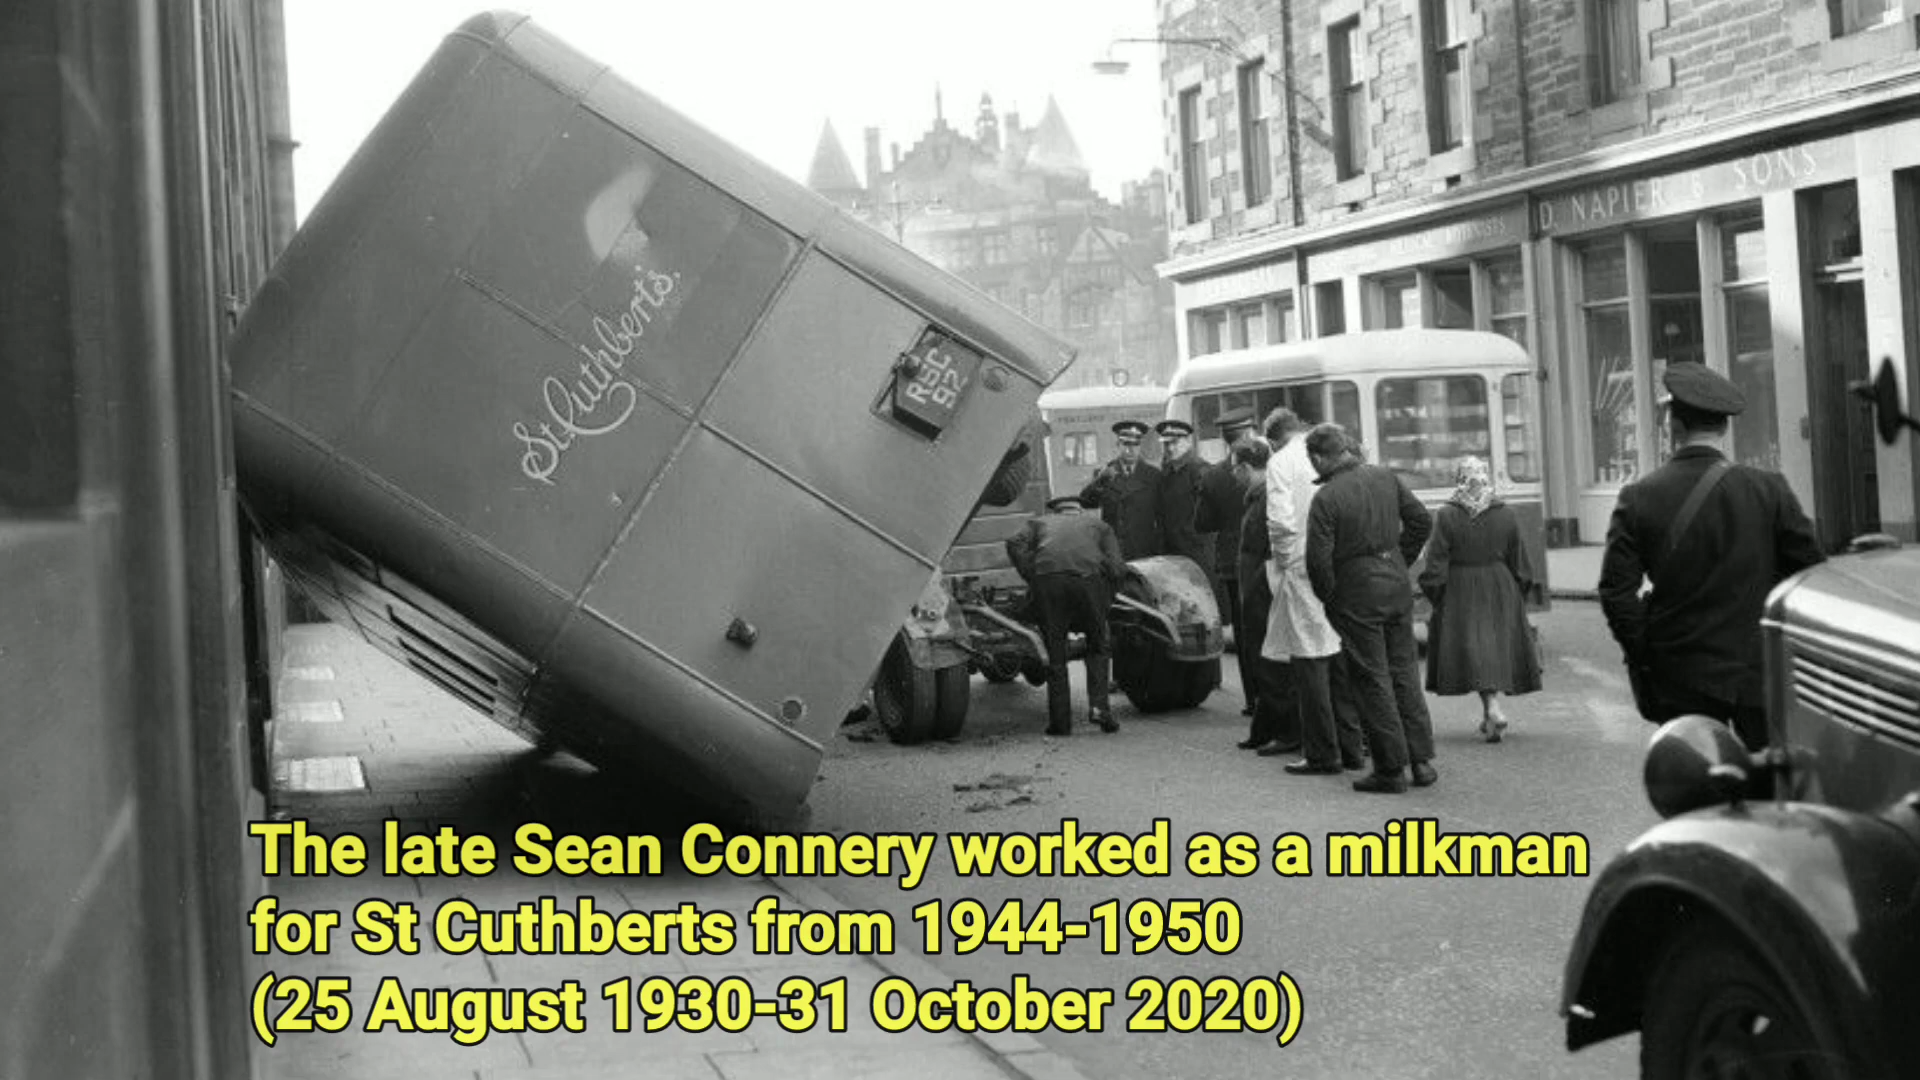 St. Cuthbert's.
RSC
92
D. NAPIER & SONS
The late Sean Connery worked as a milkman
for St Cuthberts from 1944-1950
(25 August 1930-31 October 2020)